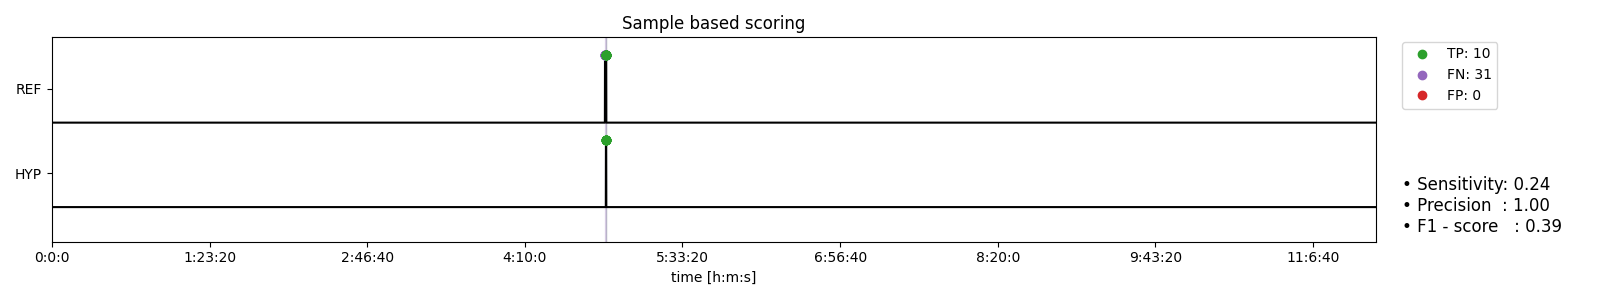 Sample based scoring
TP: 10
FN: 31
FP: 0
REF
HYP
• Sensitivity: 0.24
• Precision  : 1.00
• F1 - score   : 0.39
0:0:0
1:23:20
2:46:40
4:10:0
5:33:20
6:56:40
8:20:0
9:43:20
11:6:40
time [h:m:s]